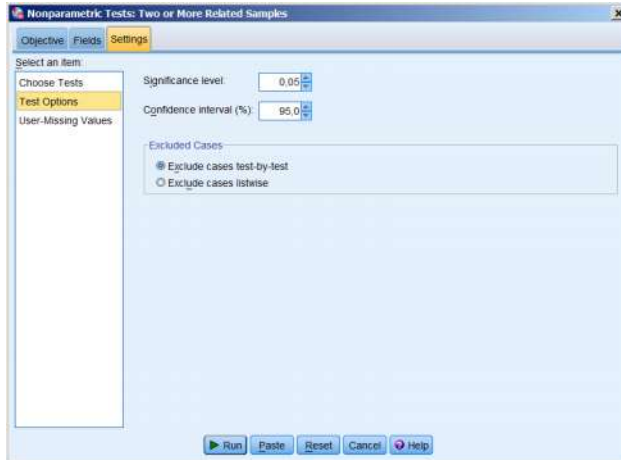 Nonparametric Tests: Two or More Related Samples
Objective Fields Settings
Select an item:
Choose Tests
Test Options
User-Missing Values
Significance level: 0,05
Confidence interval (%): 95,0
Excluded Cases
Exclude cases test-by-test
Exclude cases listwise
Run Paste Reset Cancel Help